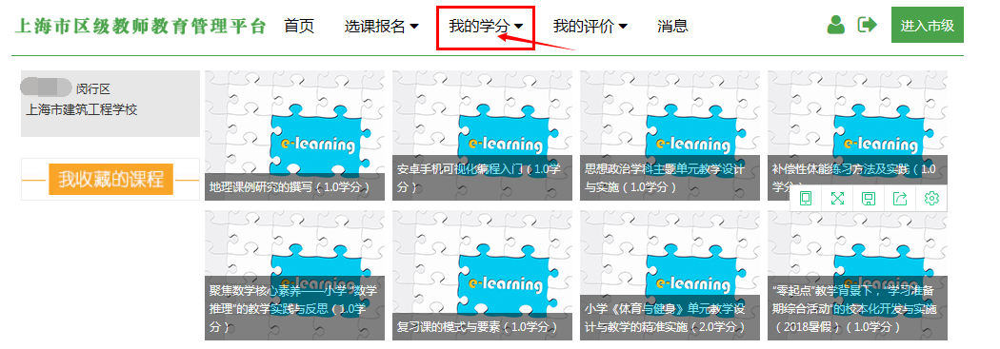 上海市区级教师教育管理平台 首页 选课报名 我的学分 我的评价 消息 进入市级
闵行区
上海市建筑工程学校
我收藏的课程
e-learning
地理课例研究的撰写（1.0学分）
e-learning
安卓手机可视化编程入门（1.0学
分）
e-learning
思想政治学科主题单元教学设计
与实施（1.0学分）
e-learning
补偿性体能练习方法及实践（1.0
学分）
e-learning
聚焦数学核心素养——小学“数学
推理”的教学实践与反思（1.0学
分）
e-learning
复习课的模式与要素（1.0学分）
e-learning
小学《体育与健身》单元教学设
计与教学的精准实施（2.0学分）
e-learning
“零起点”教学背景下，“学习准备
期综合活动”的校本化开发与实施
（2018暑假）（1.0学分）